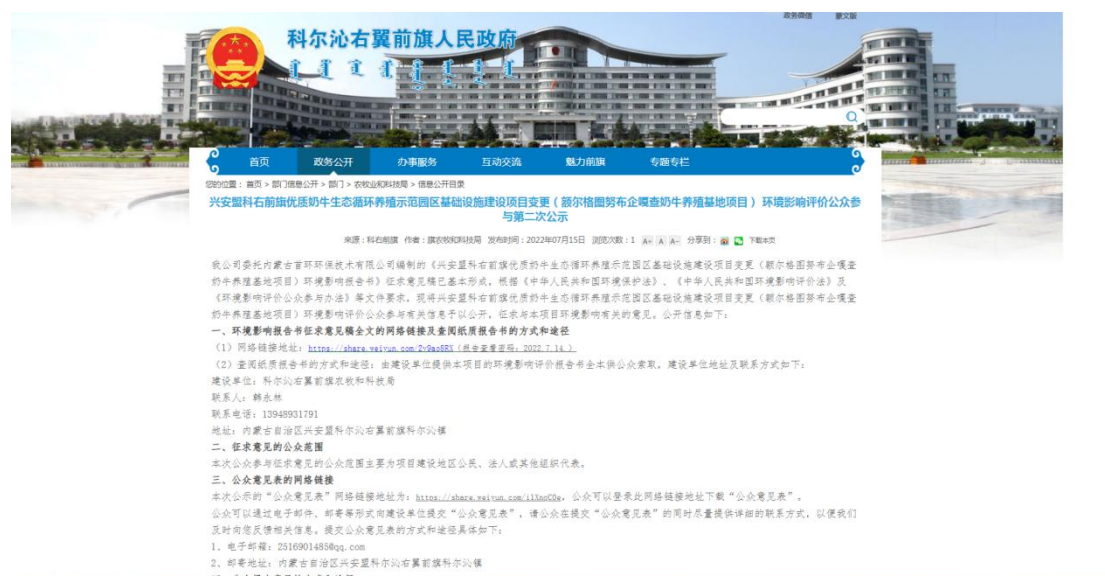 政务微信 蒙文版
科尔沁右翼前旗人民政府
首页 政务公开 办事服务 互动交流 魅力前旗 专题专栏
您的位置：首页 > 部门信息公开 > 部门 > 农牧业和科技局 > 信息公开目录
兴安盟科右前旗优质奶牛生态循环养殖示范园区基础设施建设项目变更（额尔格图努布企嘎查奶牛养殖基地项目） 环境影响评价公众参
与第二次公示
来源：科右前旗 作者：旗农牧和科技局 发布时间：2022年07月15日 浏览次数：1 A+ A A- 分享到： 下载本页
我公司委托内蒙古首环环保技术有限公司编制的《兴安盟科右前旗优质奶牛生态循环养殖示范园区基础设施建设项目变更（额尔格图努布企嘎查
奶牛养殖基地项目）环境影响报告书》征求意见稿已基本形成，根据《中华人民共和国环境保护法》、《中华人民共和国环境影响评价法》及
《环境影响评价公众参与办法》等文件要求，现将兴安盟科右前旗优质奶牛生态循环养殖示范园区基础设施建设项目变更（额尔格图努布企嘎查
奶牛养殖基地项目）环境影响评价公众参与有关信息予以公开，征求与本项目环境影响有关的意见。公开信息如下：
一、环境影响报告书征求意见稿全文的网络链接及查阅纸质报告书的方式和途径
（1）网络链接地址：https://share.weiyun.com/Zv9mo5RX（报告查看密码：2022.7.14.）
（2）查阅纸质报告书的方式和途径：由建设单位提供本项目的环境影响评价报告书全本供公众索取，建设单位地址及联系方式如下：
建设单位：科尔沁右翼前旗农牧和科技局
联系人：韩永林
联系电话：13948931791
地址：内蒙古自治区兴安盟科尔沁右翼前旗科尔沁镇
二、征求意见的公众范围
本次公众参与征求意见的公众范围主要为项目建设地区公民、法人或其他组织代表。
三、公众意见表的网络链接
本次公示的“公众意见表”网络链接地址为：https://share.weiyun.com/i1XnoC0e，公众可以登录此网络链接地址下载“公众意见表”。
公众可以通过电子邮件、邮寄等形式向建设单位提交“公众意见表”，请公众在提交“公众意见表”的同时尽量提供详细的联系方式，以便我们
及时向您反馈相关信息。提交公众意见表的方式和途径具体如下：
1、电子邮箱：2516901485@qq.com
2、邮寄地址：内蒙古自治区兴安盟科尔沁右翼前旗科尔沁镇